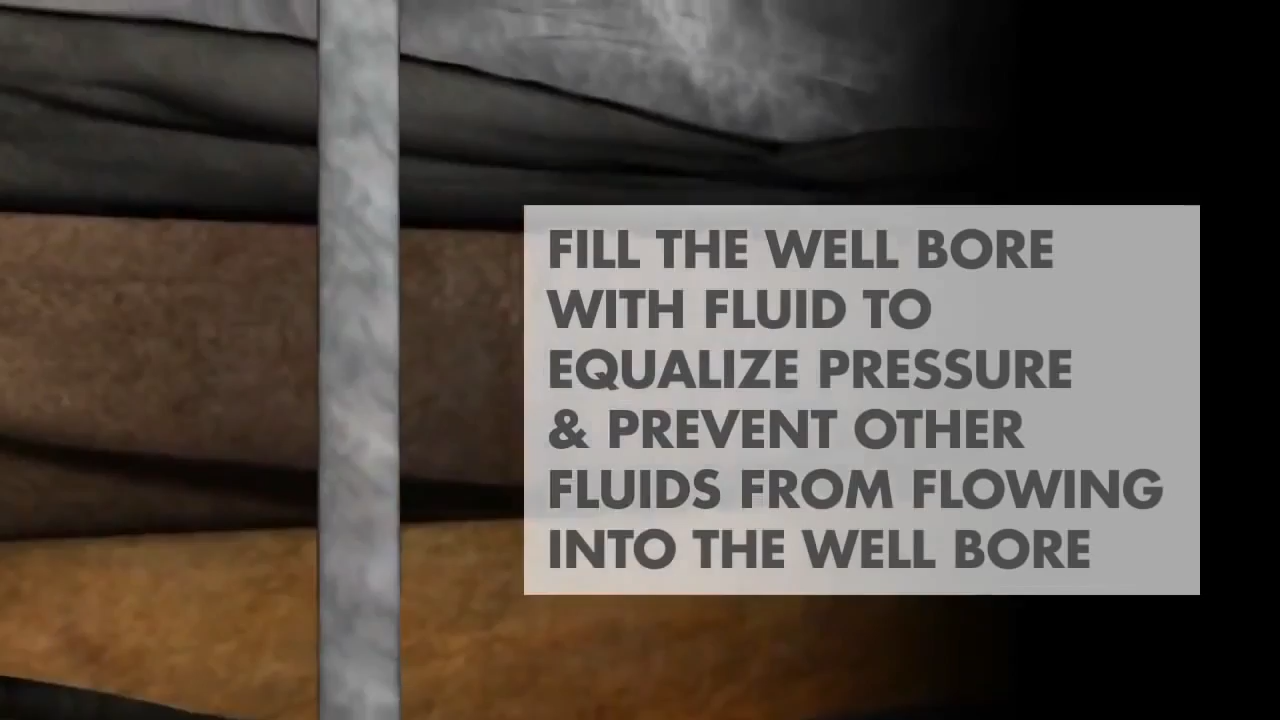 FILL THE WELL BORE
WITH FLUID TO
EQUALIZE PRESSURE
& PREVENT OTHER
FLUIDS FROM FLOWING
INTO THE WELL BORE